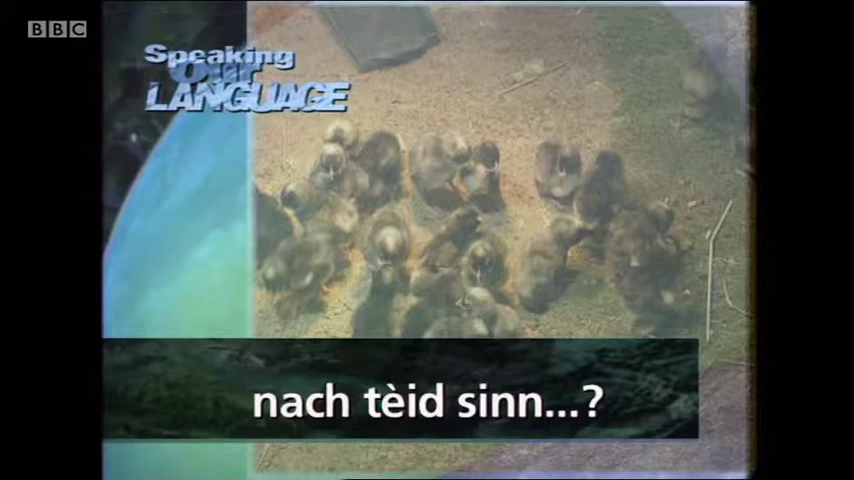 BBC
Speaking
Our
LANGUAGE
nach tèid sinn...?